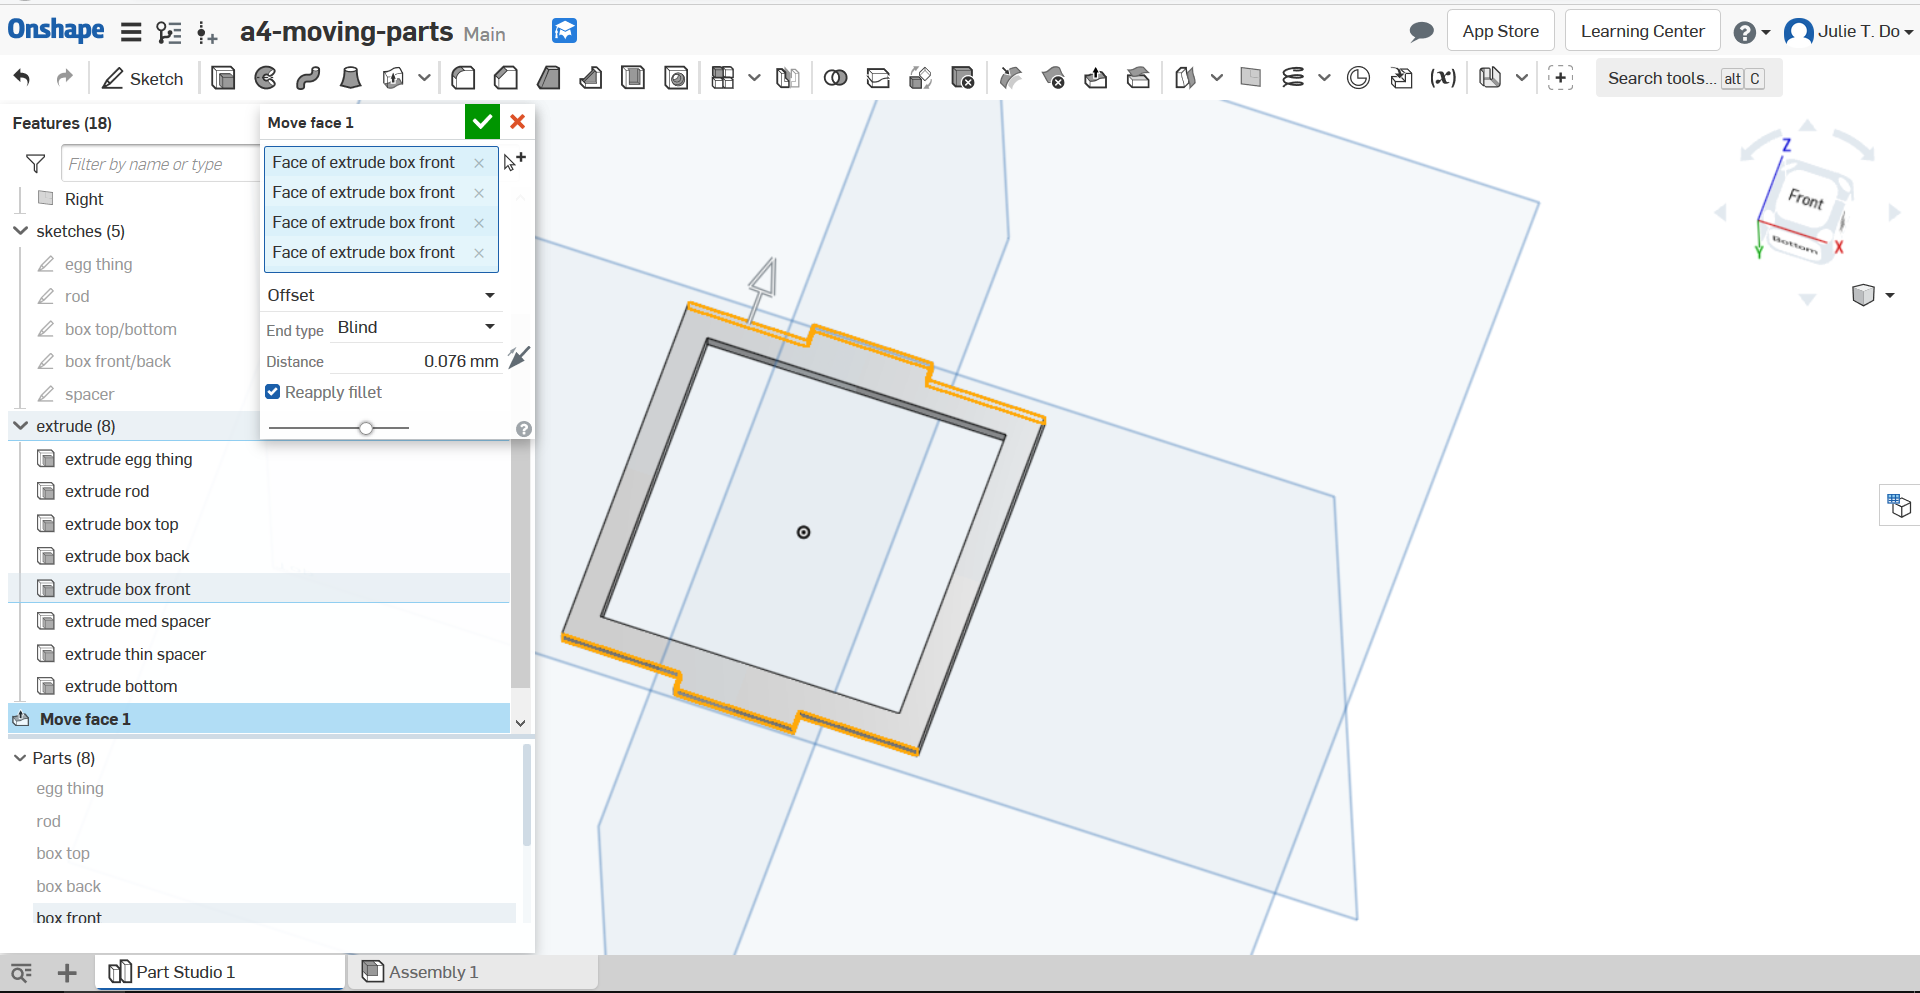 Onshape
a4-moving-parts Main
App Store
Learning Center
Julie T. Do
Sketch
Search tools... alt C
Features (18)
Filter by name or type
Right
sketches (5)
egg thing
rod
box top/bottom
box front/back
spacer
extrude (8)
extrude egg thing
extrude rod
extrude box top
extrude box back
extrude box front
extrude med spacer
extrude thin spacer
extrude bottom
Move face 1
Parts (8)
egg thing
rod
box top
box back
box front
Move face 1
Face of extrude box front
Face of extrude box front
Face of extrude box front
Face of extrude box front
Offset
End type Blind
Distance 0.076 mm
Reapply fillet
Z
Front
Bottom
X
Y
Part Studio 1
Assembly 1